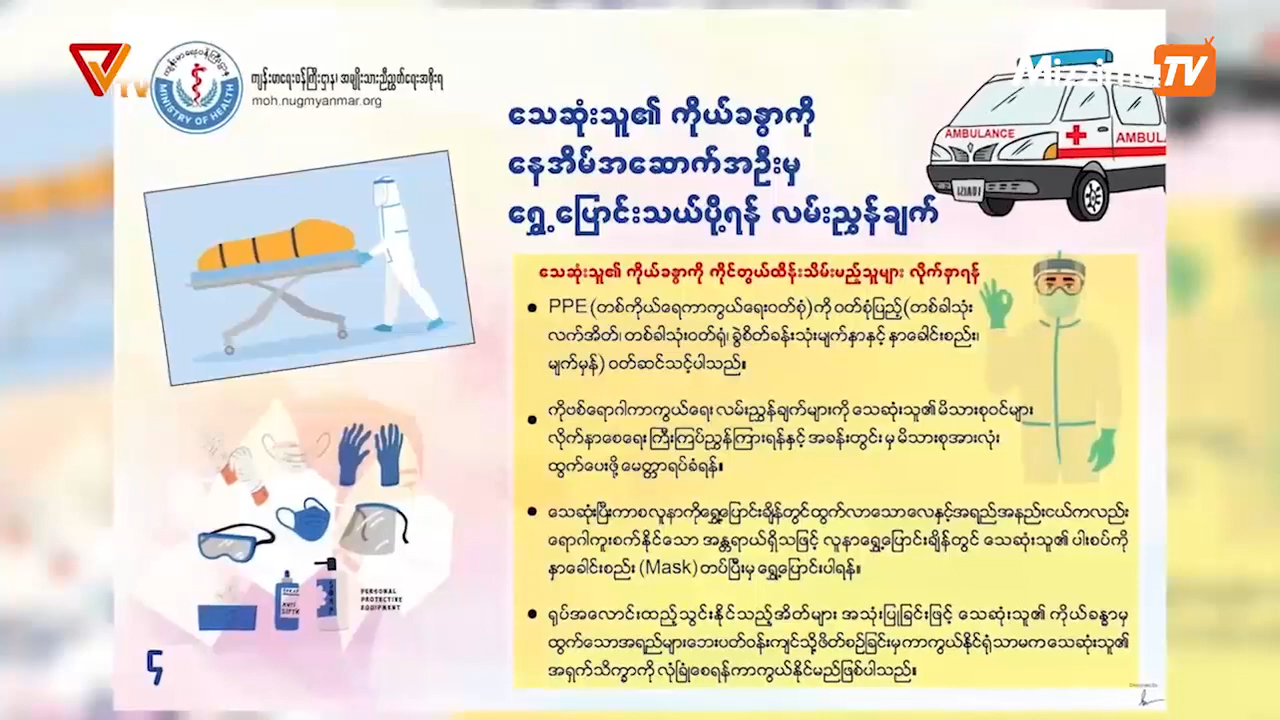 TV
ကျန်းမာရေးဝန်ကြီးဌာန
MINISTRY OF HEALTH
ကျန်းမာရေးဝန်ကြီးဌာန၊ အမျိုးသားညီညွတ်ရေးအစိုးရ
moh.nugmyanmar.org
Mizzima TV
AMBULANCE
သေဆုံးသူ၏ ကိုယ်ခန္ဓာကို
နေအိမ်အဆောက်အဦးမှ
ရွှေ့ပြောင်းသယ်ပို့ရန် လမ်းညွှန်ချက်
သေဆုံးသူ၏ ကိုယ်ခန္ဓာကို ကိုင်တွယ်ထိန်းသိမ်းမည့်သူများ လိုက်နာရန်
• PPE (တစ်ကိုယ်ရေကာကွယ်ရေးဝတ်စုံ) ကို ဝတ်စုံပြည့် (တစ်ခါသုံး
လက်အိတ်၊ တစ်ခါသုံးဝတ်ရုံ၊ ခွဲစိတ်ခန်းသုံးမျက်နှာနှင့် နှာခေါင်းစည်း၊
မျက်မှန်) ဝတ်ဆင်သင့်ပါသည်။
• ကိုဗစ်ရောဂါကာကွယ်ရေး လမ်းညွှန်ချက်များကို သေဆုံးသူ၏ မိသားစုဝင်များ
လိုက်နာစေရေး ကြီးကြပ်ညွှန်ကြားရန်နှင့် အခန်းတွင်း မှ မိသားစုအားလုံး
ထွက်ပေးဖို့ မေတ္တာရပ်ခံရန်။
• သေဆုံးပြီးကာစလူနာကိုရွှေ့ပြောင်းချိန်တွင်ထွက်လာသောလေနှင့်အရည်အနည်းငယ်ကလည်း
ရောဂါကူးစက်နိုင်သော အန္တရာယ်ရှိသဖြင့် လူနာရွှေ့ပြောင်းချိန်တွင် သေဆုံးသူ၏ ပါးစပ်ကို
နှာခေါင်းစည်း (Mask) တပ်ပြီးမှ ရွှေ့ပြောင်းပါရန်။
• ရုပ်အလောင်းထည့်သွင်းနိုင်သည့်အိတ်များ အသုံးပြုခြင်းဖြင့် သေဆုံးသူ၏ ကိုယ်ခန္ဓာမှ
ထွက်သောအရည်များဘေးပတ်ဝန်းကျင်သို့ဖိတ်စဉ်ခြင်းမှကာကွယ်နိုင်ရုံသာမကသေဆုံးသူ၏
အရှက်သိက္ခာကို လုံခြုံစေရန်ကာကွယ်နိုင်မည်ဖြစ်ပါသည်။
ANTI
SEPTIK
PERSONAL
PROTECTIVE
EQUIPMENT
၄